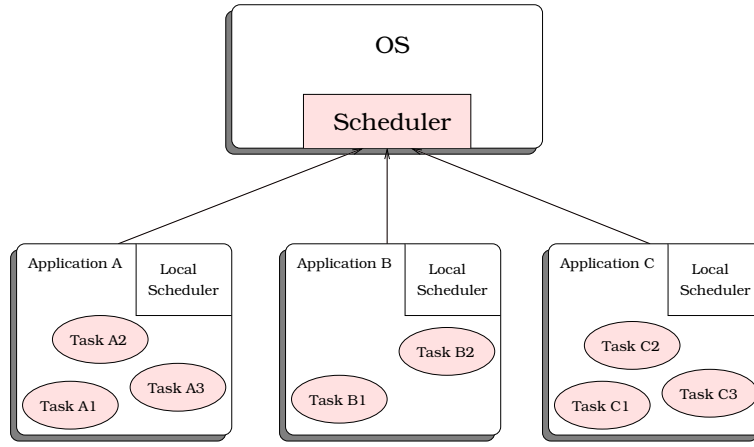 OS
Scheduler
Application A
Local
Scheduler
Task A2
Task A3
Task A1
Application B
Local
Scheduler
Task B2
Task B1
Application C
Local
Scheduler
Task C2
Task C3
Task C1